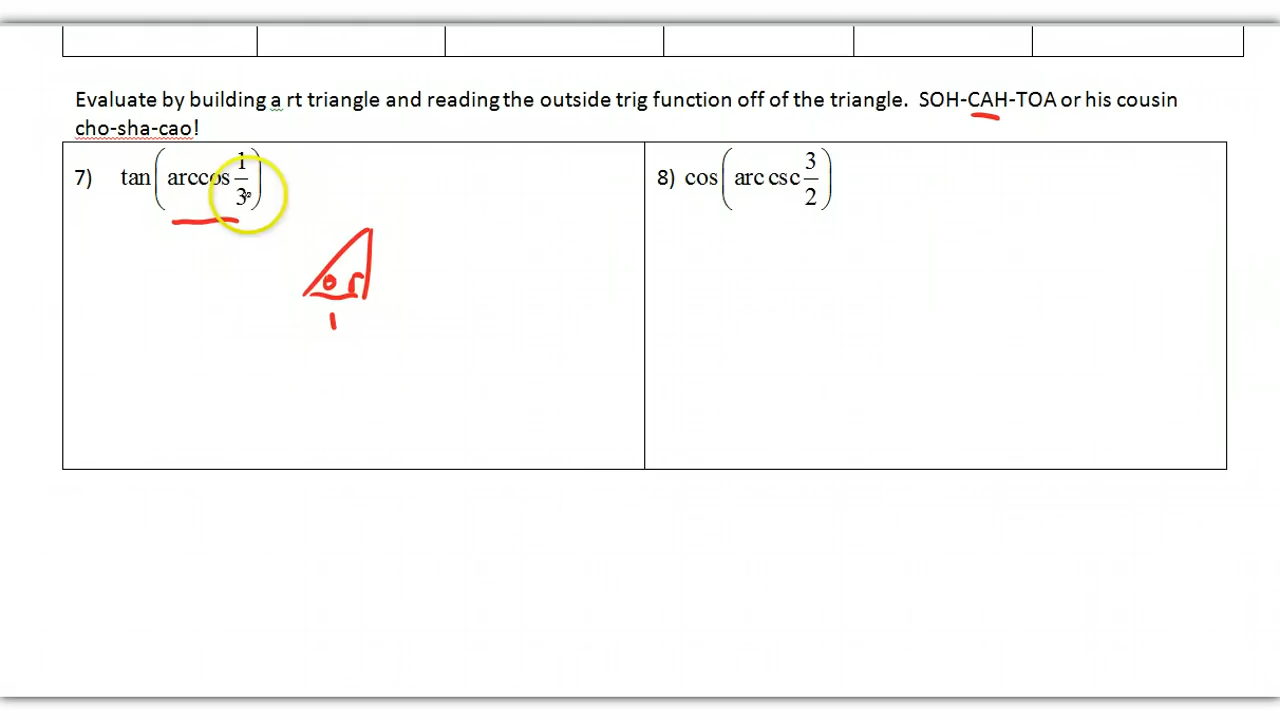 Evaluate by building a rt triangle and reading the outside trig function off of the triangle. SOH-CAH-TOA or his cousin
cho-sha-cao!
7) tan(arccos 1/3)
8) cos(arc csc 3/2)
θ
1